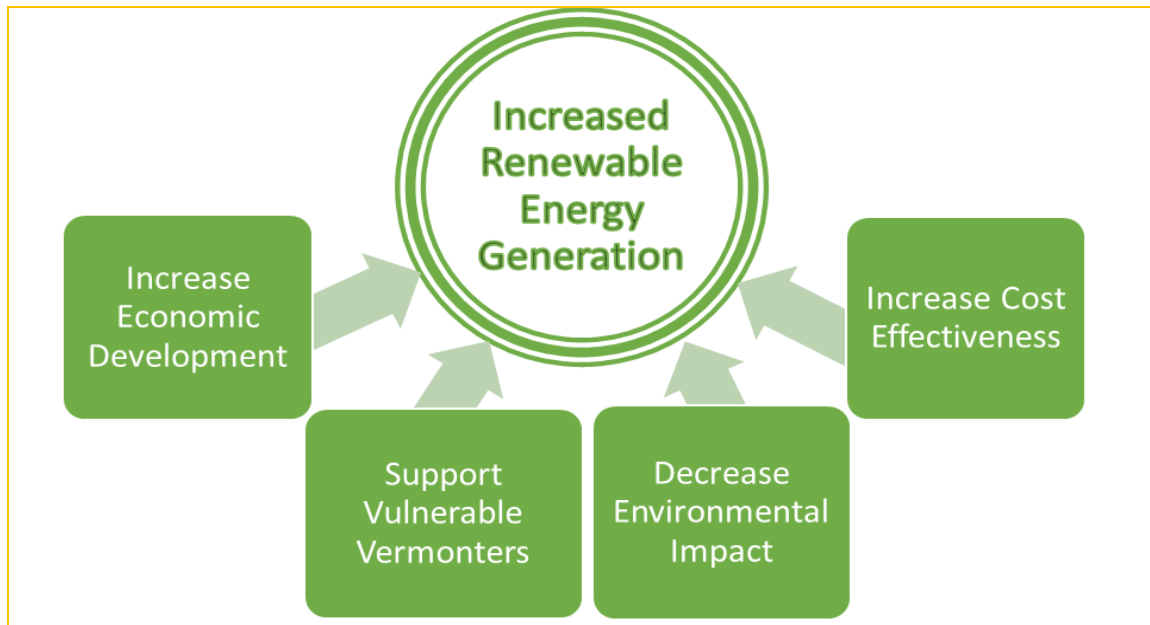 Increased
Renewable
Energy
Generation
Increase
Economic
Development
Support
Vulnerable
Vermonters
Decrease
Environmental
Impact
Increase Cost
Effectiveness